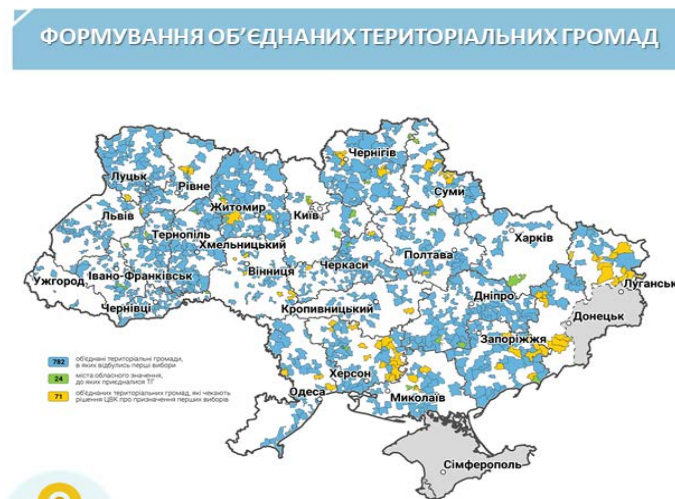 ФОРМУВАННЯ ОБ’ЄДНАНИХ ТЕРИТОРІАЛЬНИХ ГРОМАД
Чернігів
Луцьк
Рівне
Суми
Житомир
Київ
Львів
Харків
Тернопіль
Хмельницький
Полтава
Черкаси
Вінниця
Ужгород
Івано-Франківськ
Луганськ
Дніпро
Чернівці
Кропивницький
Донецьк
Запоріжжя
782 об’єднані територіальні громади,
в яких відбулись перші вибори
24 міста обласного значення,
до яких приєдналися ТГ
71 об’єднаних територіальних громад, які чекають
рішення ЦВК про призначення перших виборів
Херсон
Одеса
Миколаїв
Сімферополь